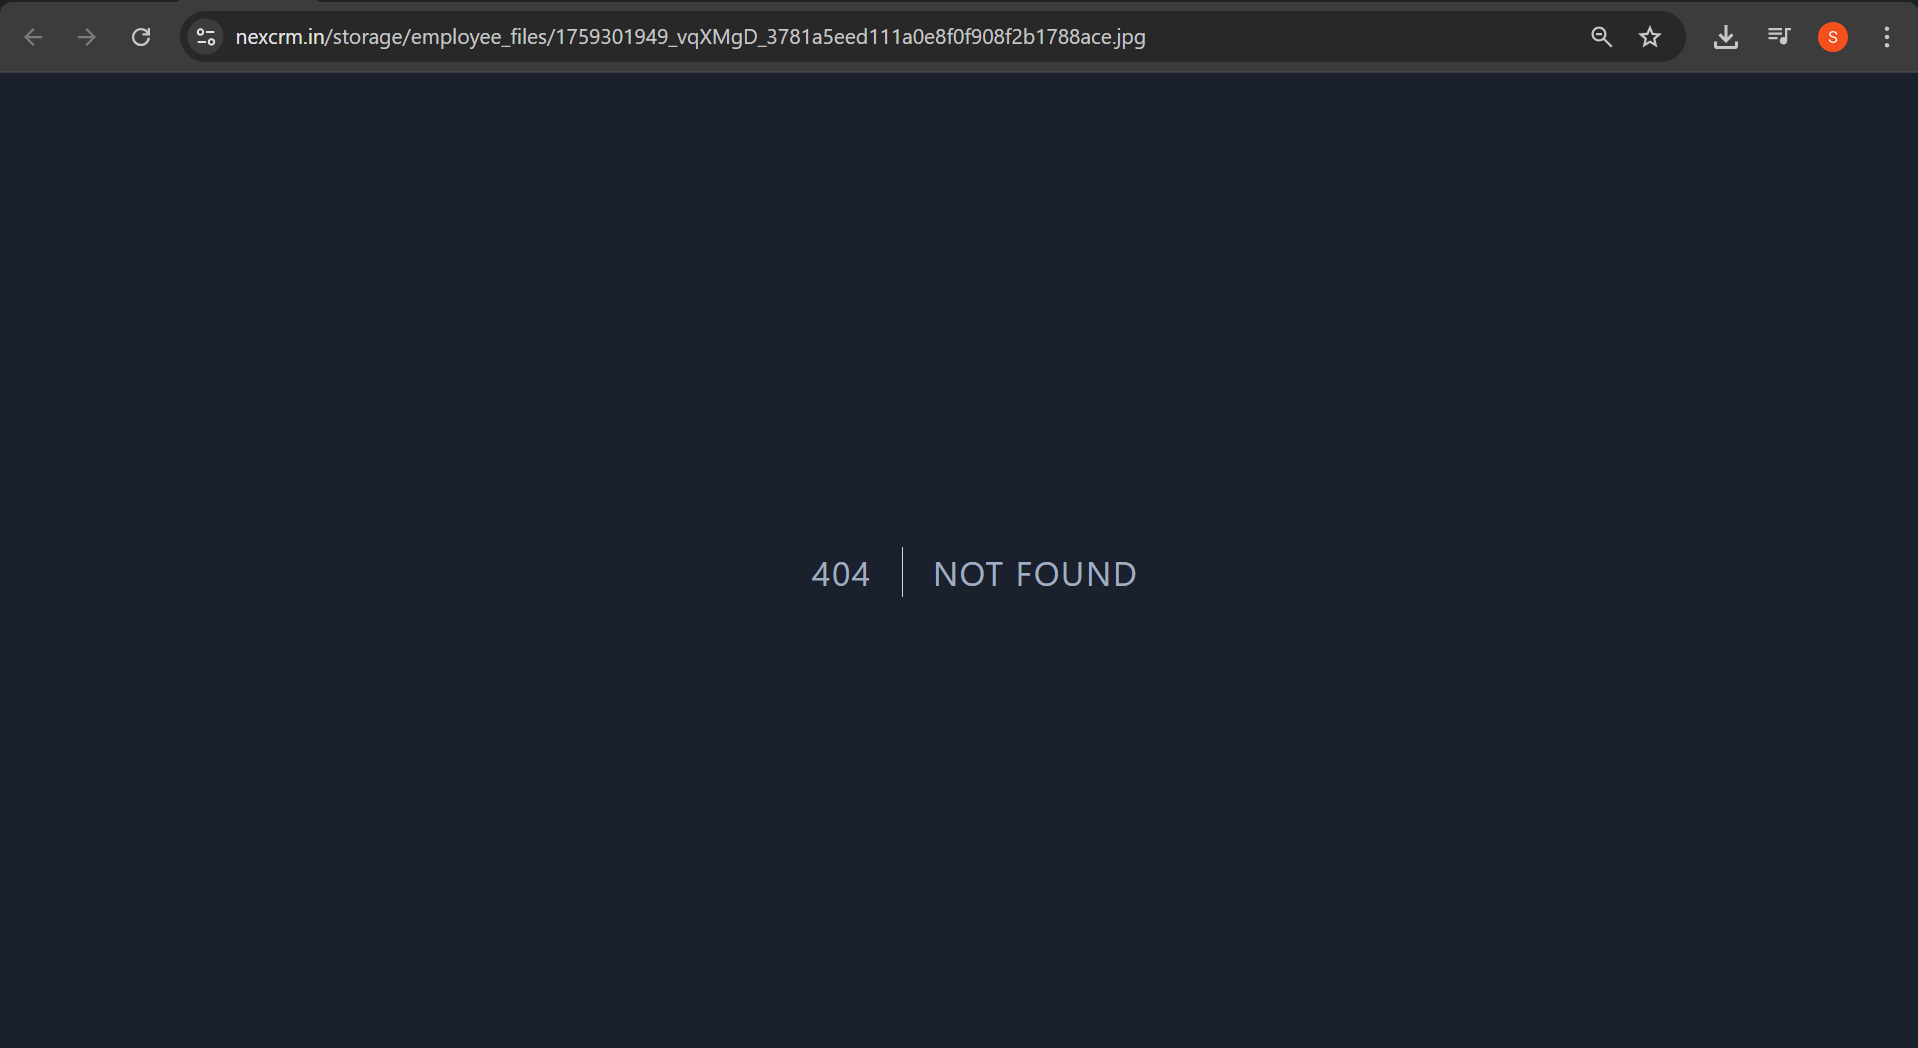 nexcrm.in/storage/employee_files/1759301949_vqXMgD_3781a5eed111a0e8f0f908f2b1788ace.jpg
S
404
NOT FOUND